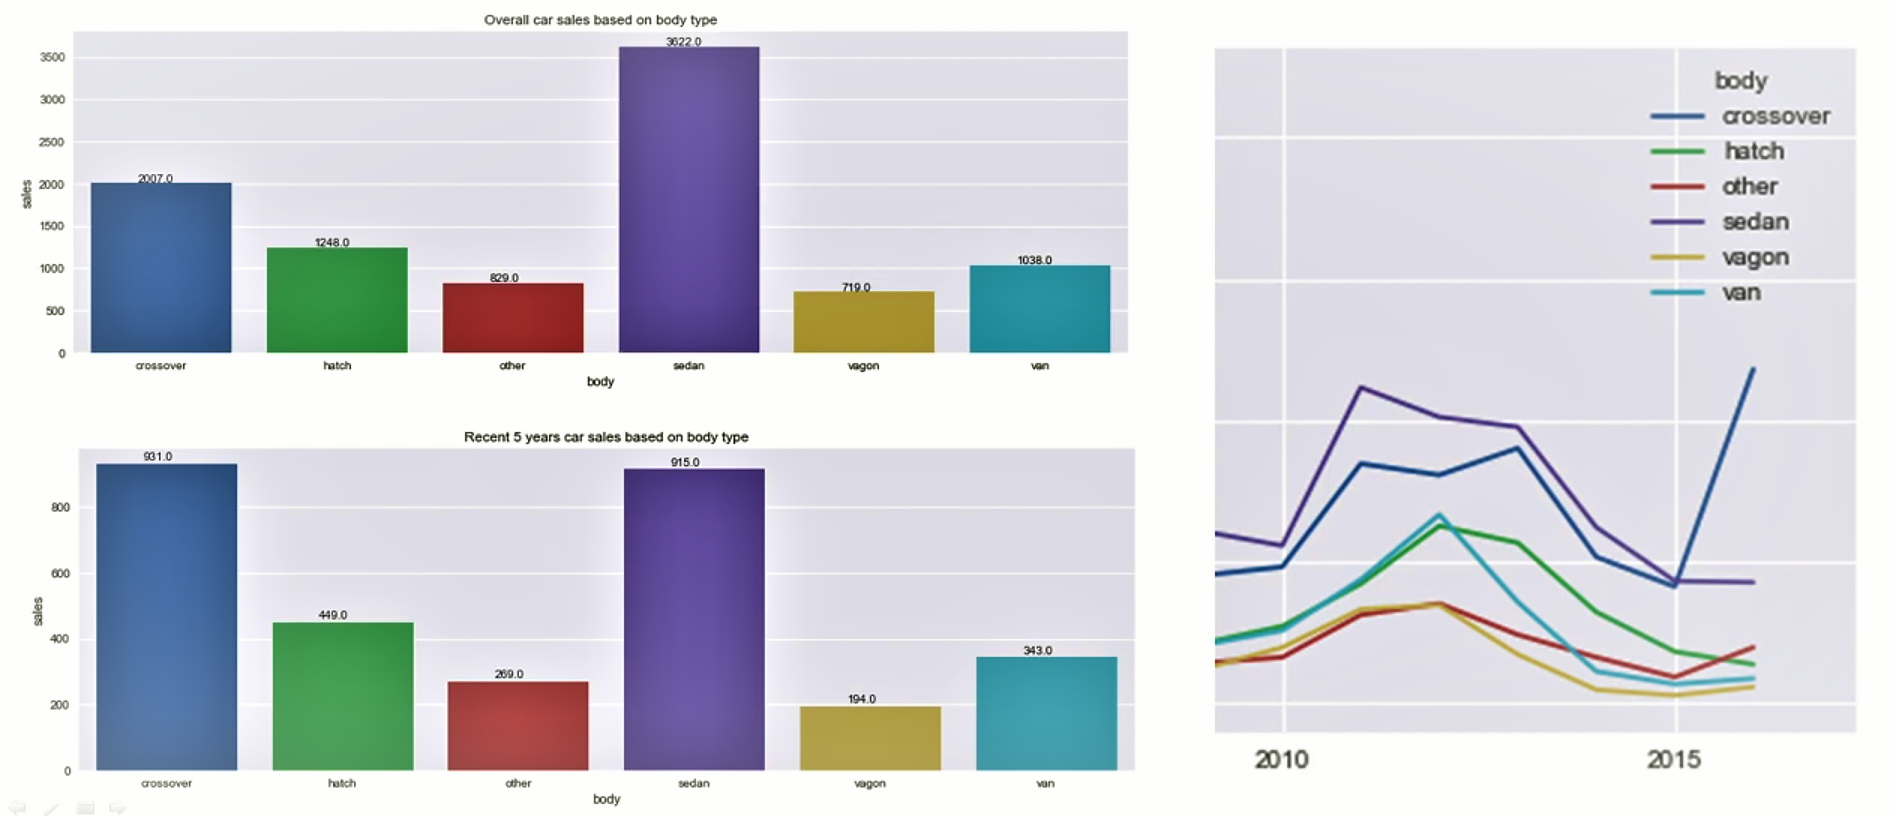 Overall car sales based on body type
3622.0
3500
3000
2500
2007.0
2000
sales
1500
1248.0
1038.0
1000
829.0
719.0
500
0
crossover hatch other sedan vagon van
body
Recent 5 years car sales based on body type
931.0
915.0
800
600
sales
449.0
400
343.0
269.0
200
194.0
0
crossover hatch other sedan vagon van
body
body
crossover
hatch
other
sedan
vagon
van
2010 2015